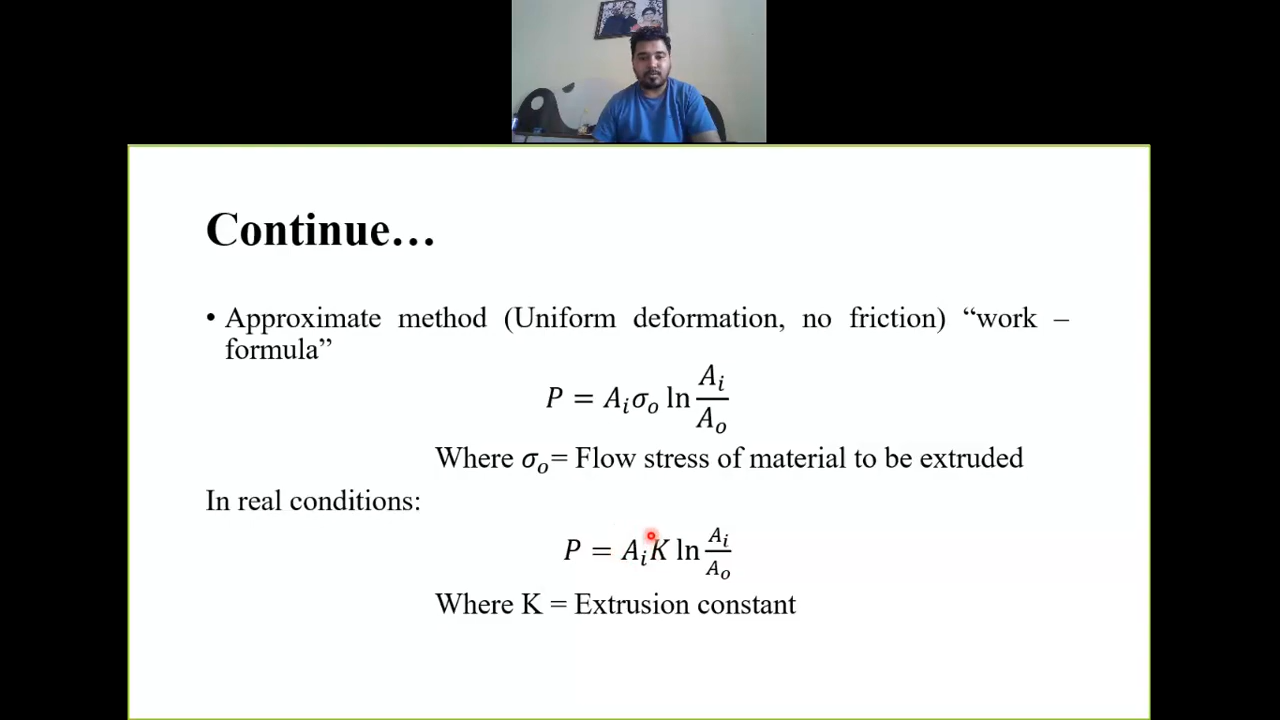 Continue…
• Approximate method (Uniform deformation, no friction) “work –
formula”
P = A_i σ_o ln A_i/A_o
Where σ_o= Flow stress of material to be extruded
In real conditions:
P = A_i K ln A_i/A_o
Where K = Extrusion constant